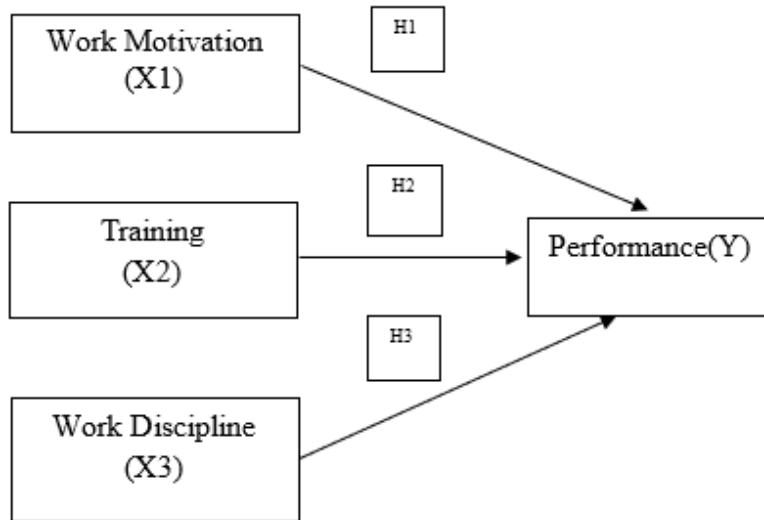 H1
Work Motivation
(X1)
H2
Training
(X2)
Performance(Y)
H3
Work Discipline
(X3)